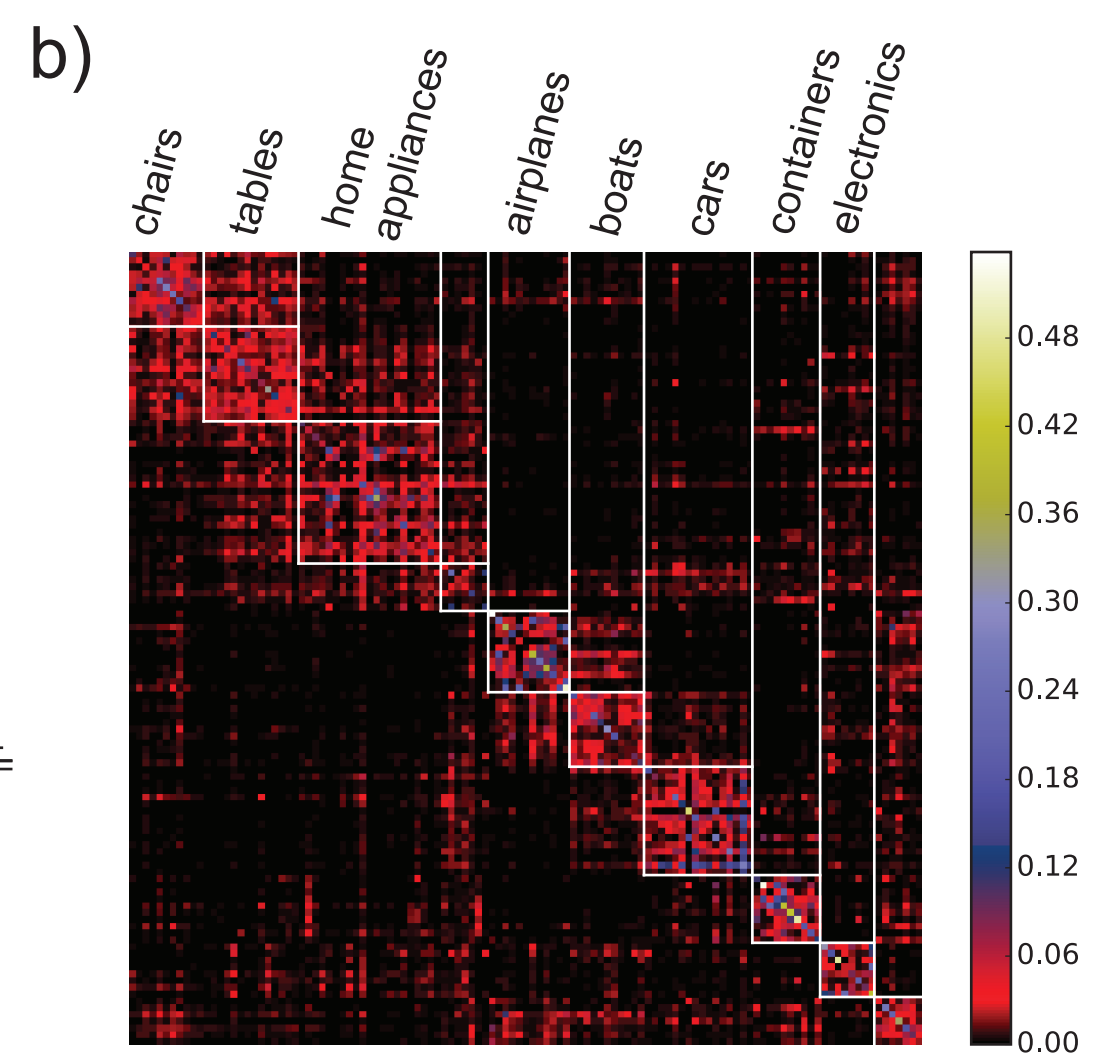 b)
chairs
tables
home
appliances
airplanes
boats
cars
containers
electronics
0.48
0.42
0.36
0.30
0.24
0.18
0.12
0.06
0.00